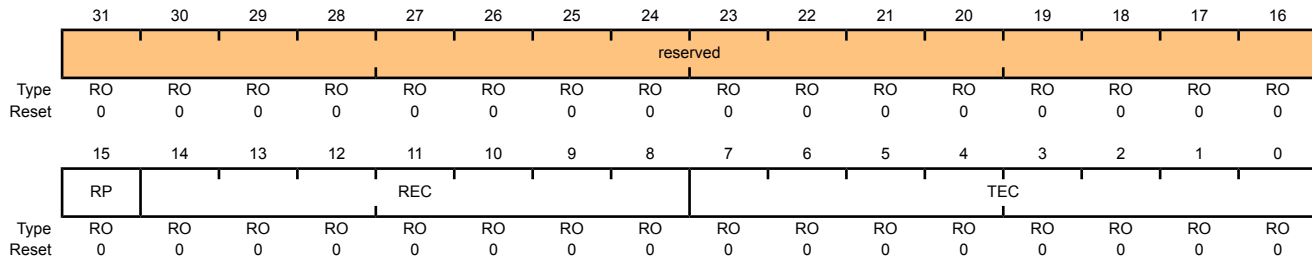 31 30 29 28 27 26 25 24 23 22 21 20 19 18 17 16
reserved
Type RO RO RO RO RO RO RO RO RO RO RO RO RO RO RO RO
Reset 0 0 0 0 0 0 0 0 0 0 0 0 0 0 0 0
15 14 13 12 11 10 9 8 7 6 5 4 3 2 1 0
RP REC TEC
Type RO RO RO RO RO RO RO RO RO RO RO RO RO RO RO RO
Reset 0 0 0 0 0 0 0 0 0 0 0 0 0 0 0 0